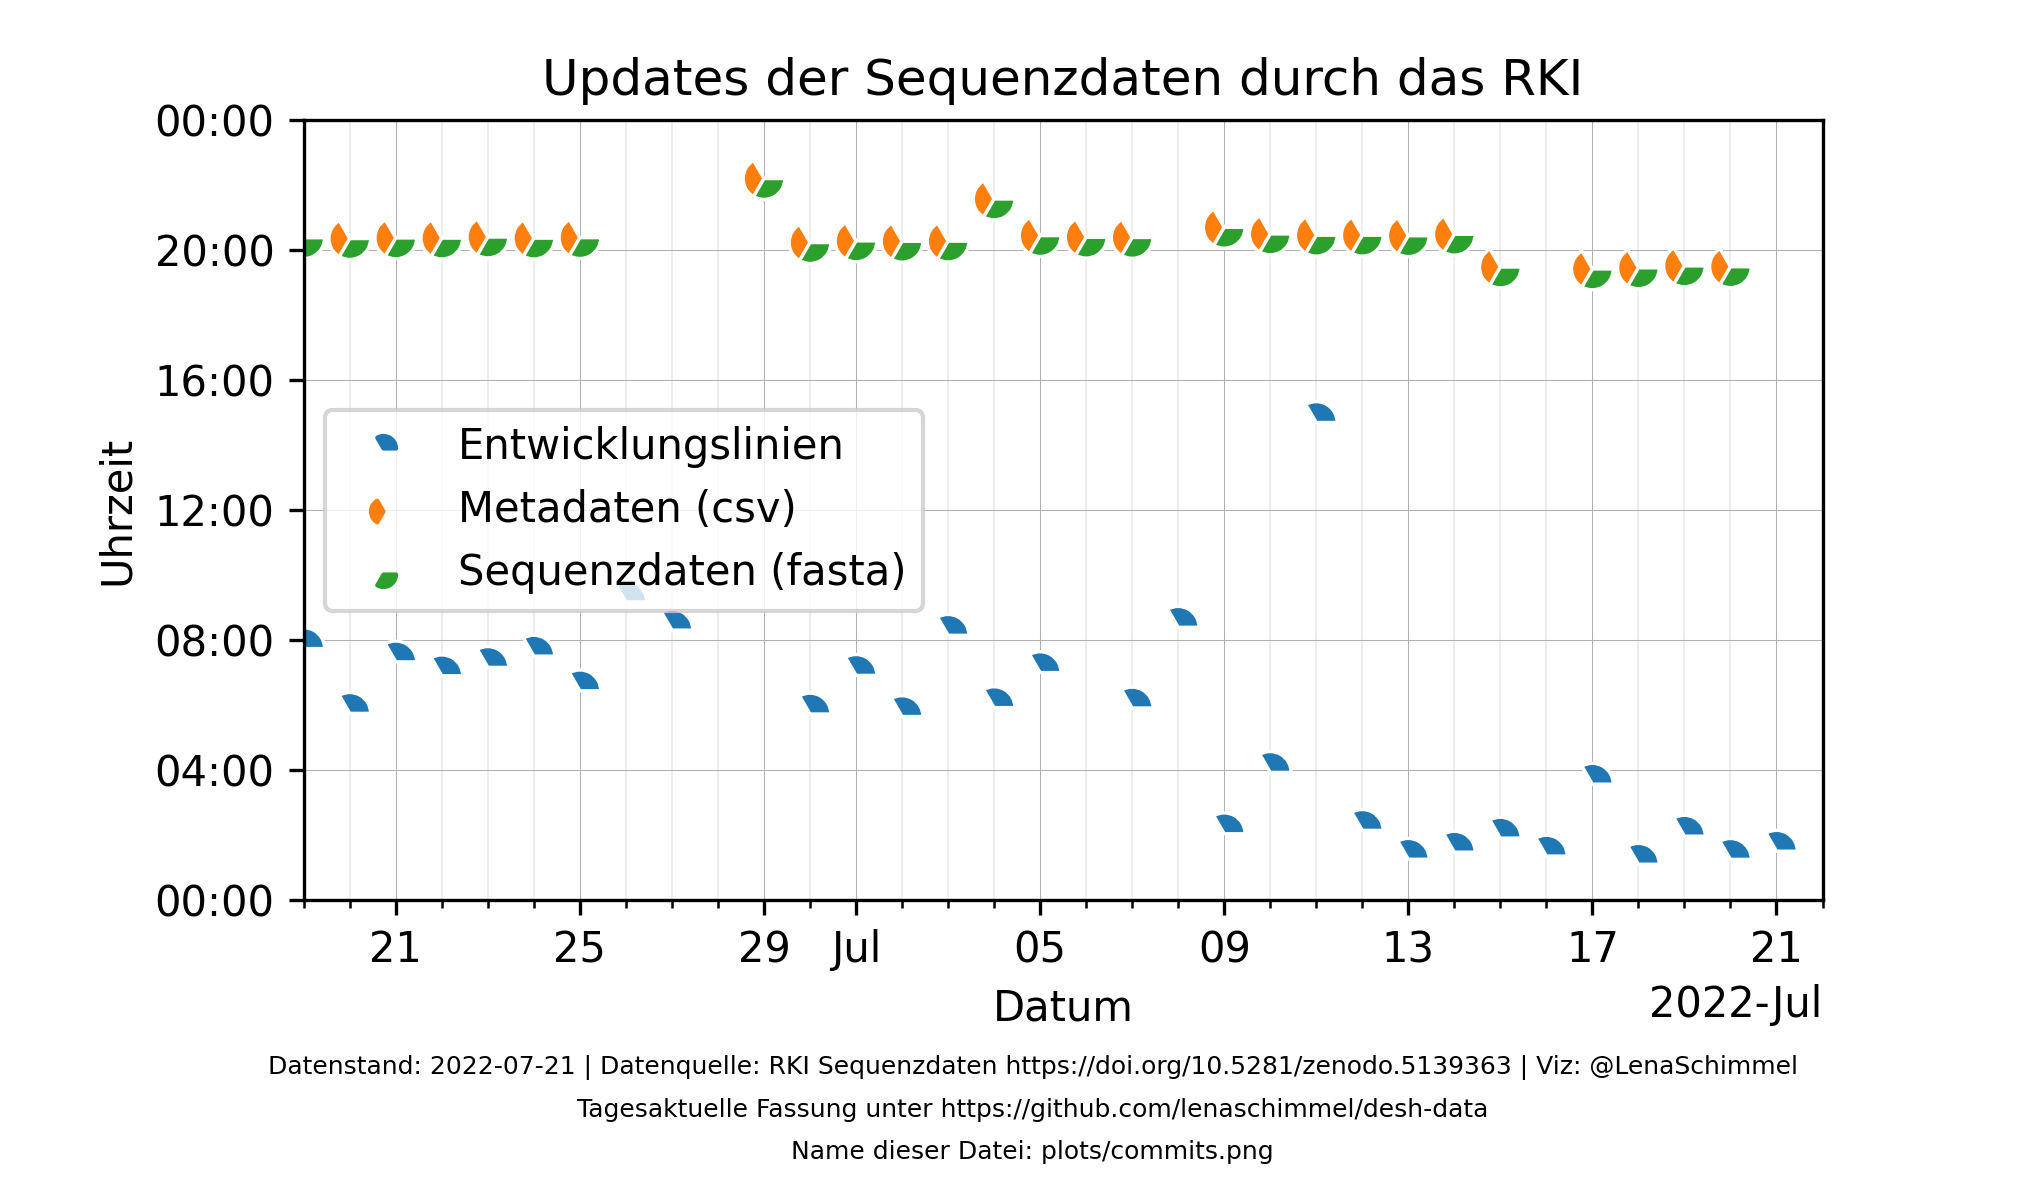 Updates der Sequenzdaten durch das RKI
00:00
20:00
16:00
12:00
08:00
04:00
00:00
Uhrzeit
Entwicklungslinien
Metadaten (csv)
Sequenzdaten (fasta)
21 25 29 Jul 05 09 13 17 21
Datum
2022-Jul
Datenstand: 2022-07-21 | Datenquelle: RKI Sequenzdaten https://doi.org/10.5281/zenodo.5139363 | Viz: @LenaSchimmel
Tagesaktuelle Fassung unter https://github.com/lenaschimmel/desh-data
Name dieser Datei: plots/commits.png